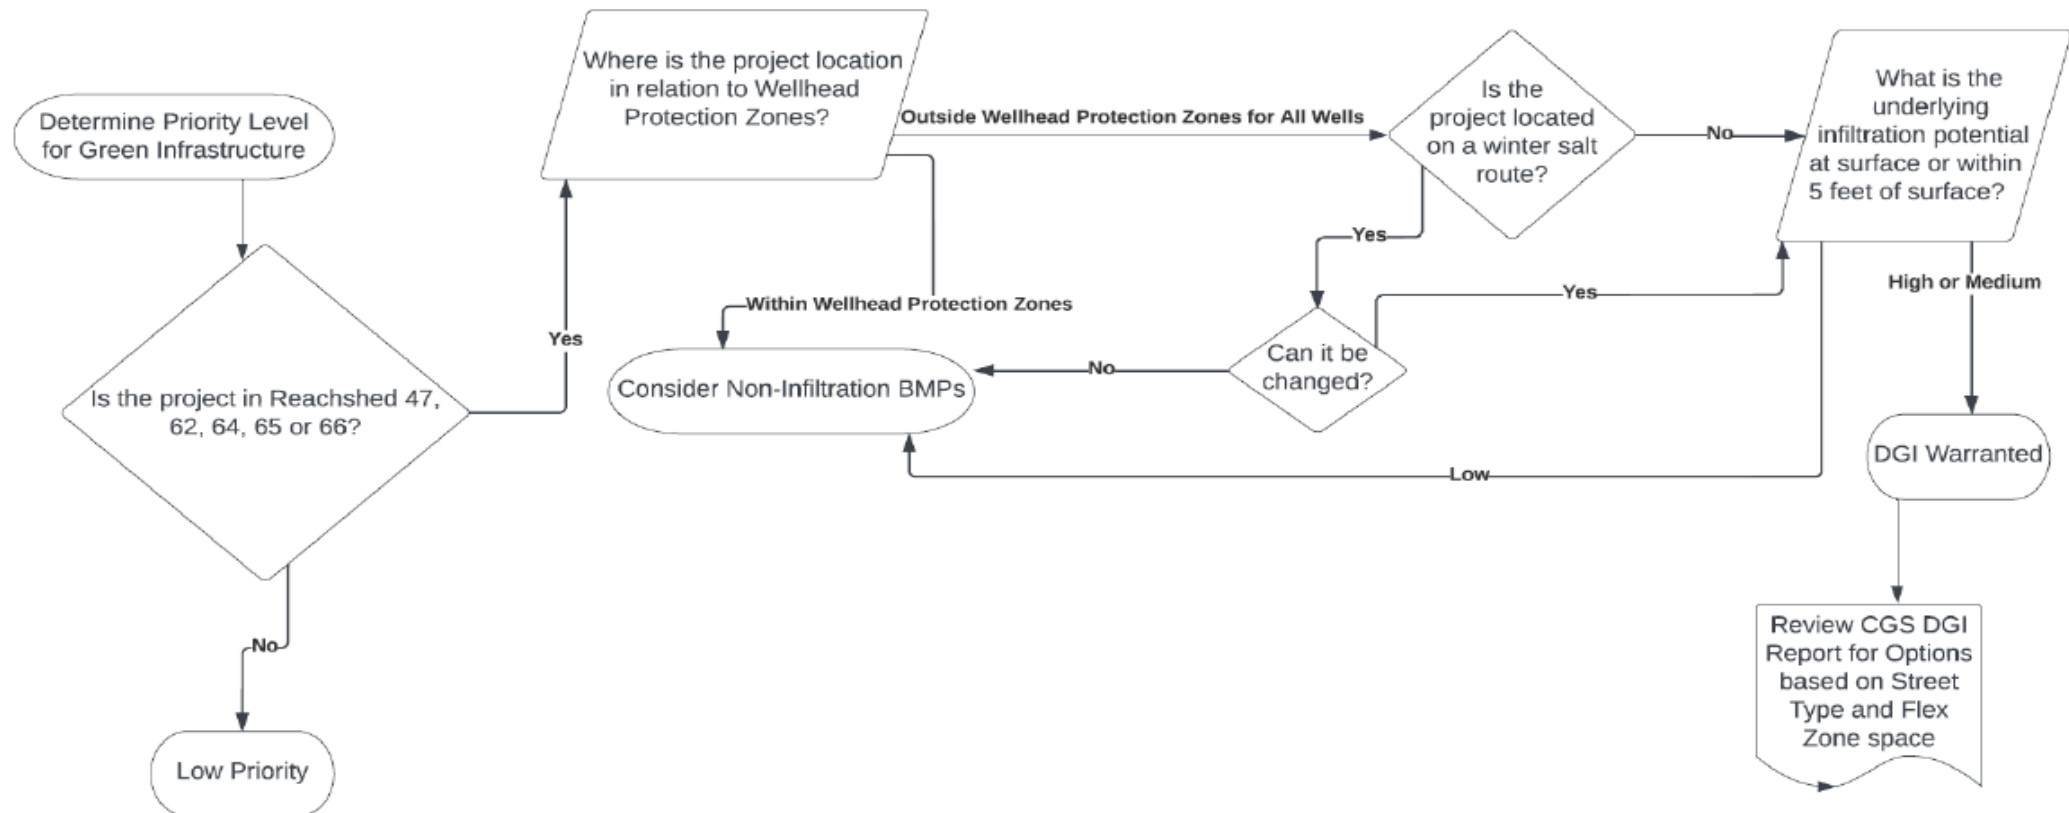 Determine Priority Level
for Green Infrastructure
Is the project in Reachshed 47,
62, 64, 65 or 66?
No
Low Priority
Yes
Where is the project location
in relation to Wellhead
Protection Zones?
Outside Wellhead Protection Zones for All Wells
Within Wellhead Protection Zones
Consider Non-Infiltration BMPs
Is the
project located
on a winter salt
route?
Yes
No
Can it be
changed?
No
Yes
What is the
underlying
infiltration potential
at surface or within
5 feet of surface?
Low
High or Medium
DGI Warranted
Review CGS DGI
Report for Options
based on Street
Type and Flex
Zone space